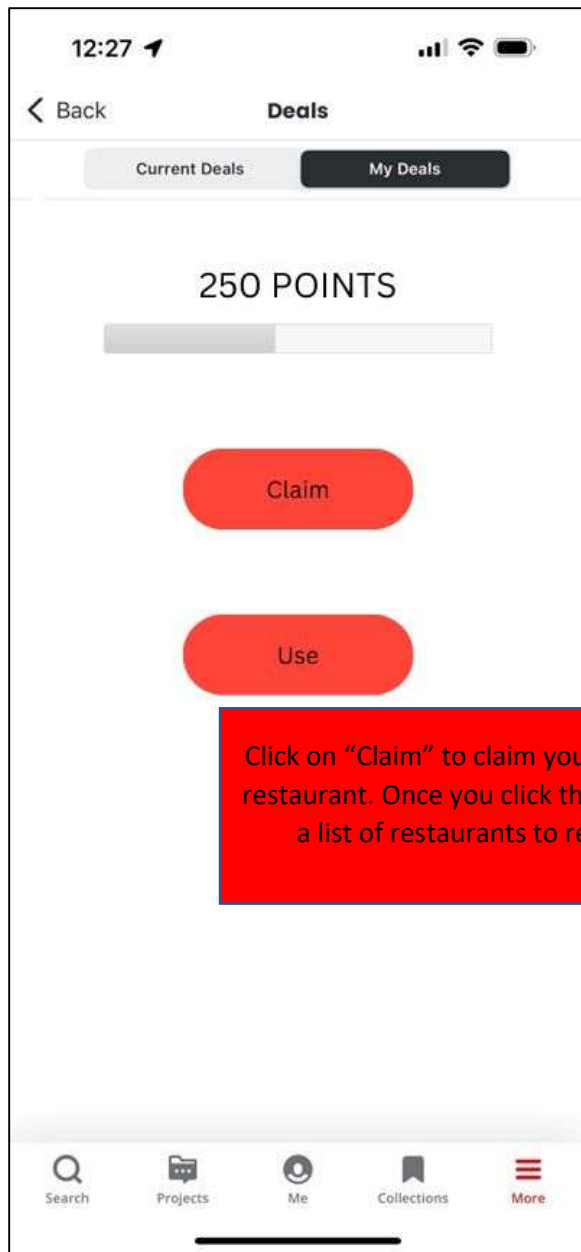 12:27
Back Deals
Current Deals My Deals
250 POINTS
Claim
Use
Click on “Claim” to claim you
restaurant. Once you click th
a list of restaurants to re
Search Projects Me Collections More